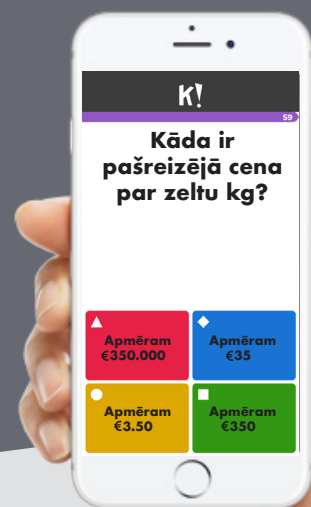 K!
59
Kāda ir
pašreizējā cena
par zeltu kg?
Apmēram
€350.000
Apmēram
€35
Apmēram
€3.50
Apmēram
€350